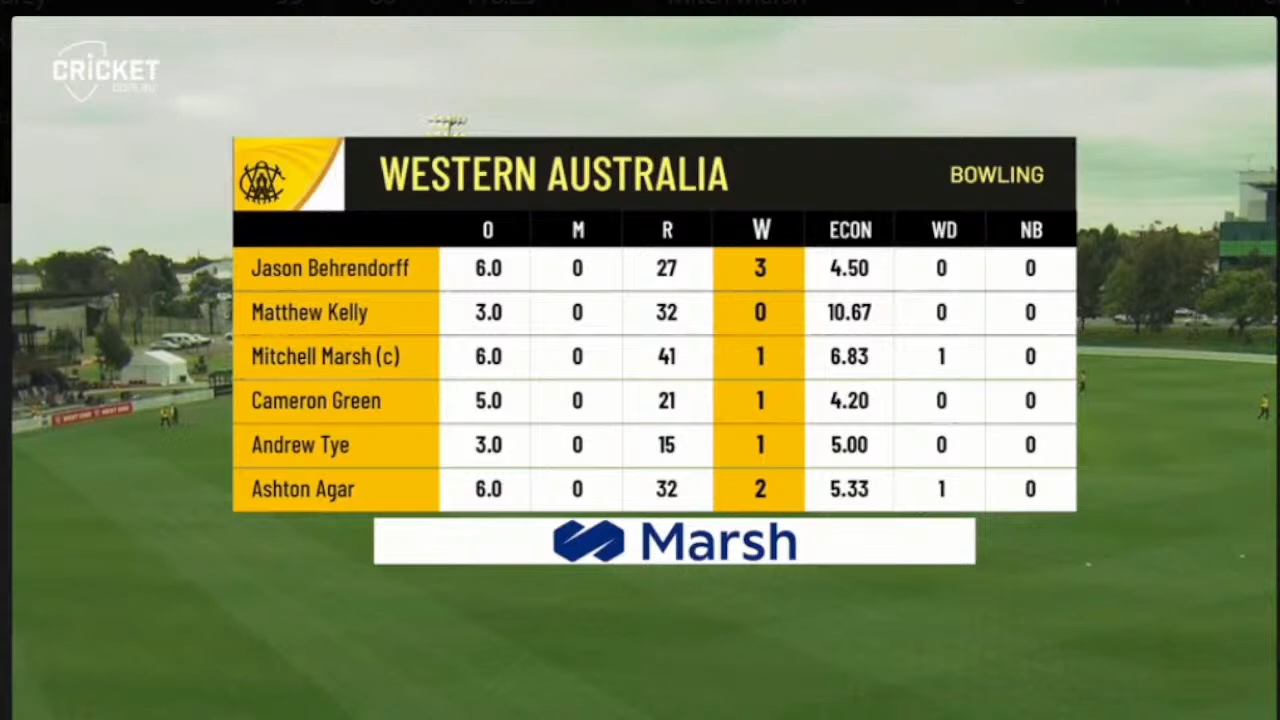 CRICKET
.COM.AU
WESTERN AUSTRALIA BOWLING
O M R W ECON WD NB
Jason Behrendorff 6.0 0 27 3 4.50 0 0
Matthew Kelly 3.0 0 32 0 10.67 0 0
Mitchell Marsh (c) 6.0 0 41 1 6.83 1 0
Cameron Green 5.0 0 21 1 4.20 0 0
Andrew Tye 3.0 0 15 1 5.00 0 0
Ashton Agar 6.0 0 32 2 5.33 1 0
Marsh